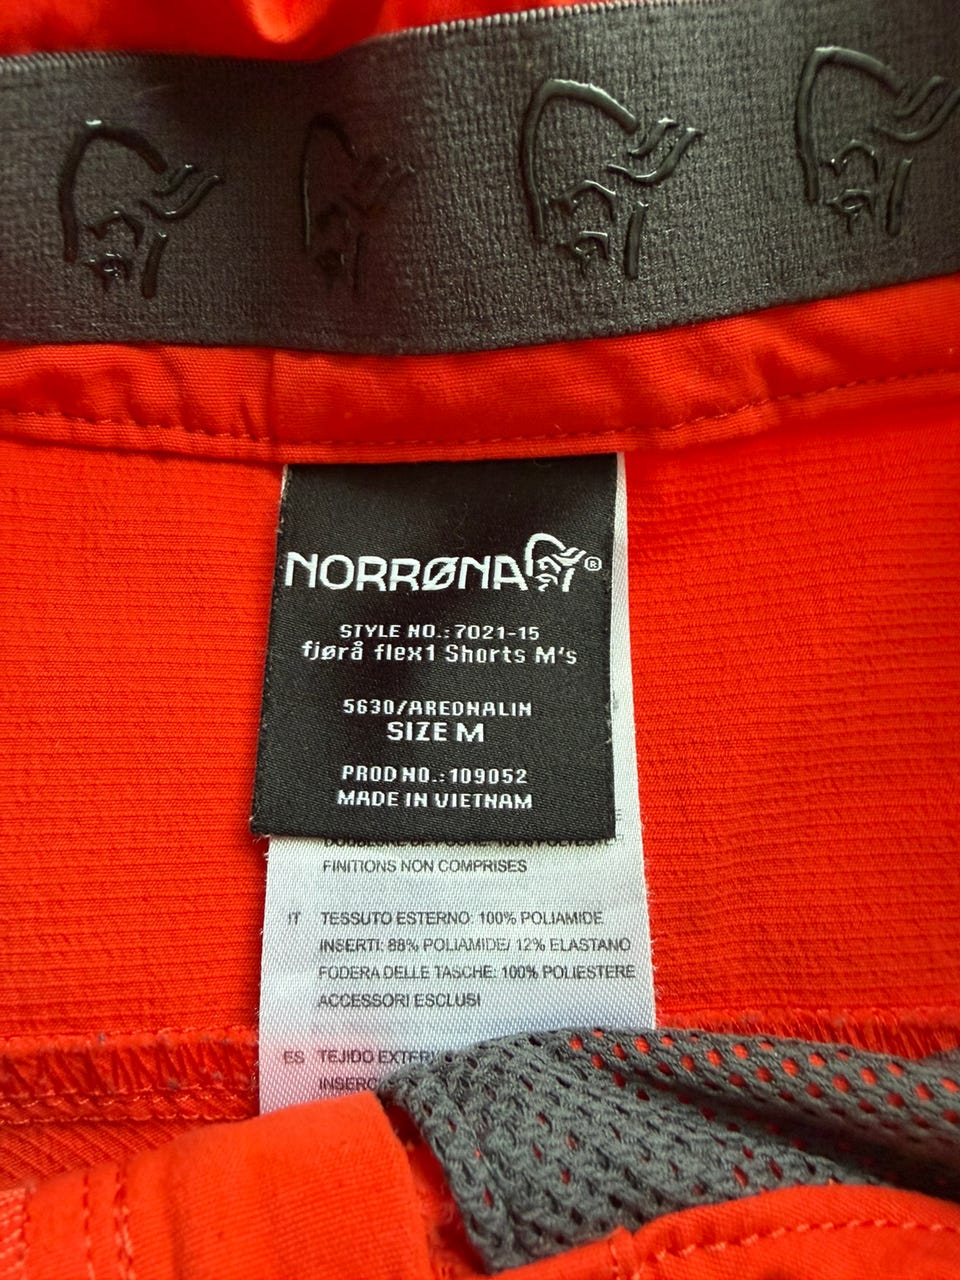 NORRØNA®
STYLE NO.: 7021-15
fjørå flex1 Shorts M's
5630/AREDNALIN
SIZE M
PROD NO.: 109052
MADE IN VIETNAM
FINITIONS NON COMPRISES
IT TESSUTO ESTERNO: 100% POLIAMIDE
INSERTI: 88% POLIAMIDE/ 12% ELASTANO
FODERA DELLE TASCHE: 100% POLIESTERE
ACCESSORI ESCLUSI
ES TEJIDO